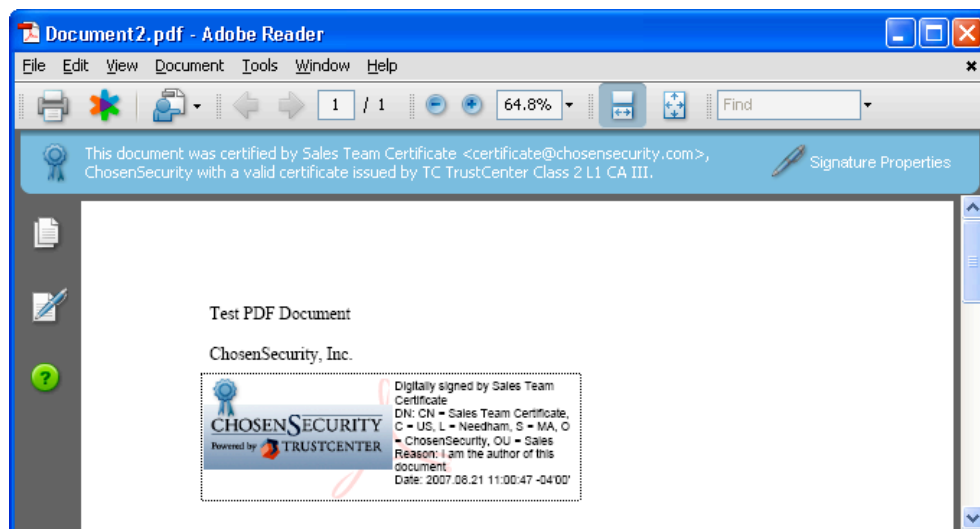 Document2.pdf - Adobe Reader
File Edit View Document Tools Window Help
1 / 1 64.8% Find
This document was certified by Sales Team Certificate <certificate@chosensecurity.com>,
ChosenSecurity with a valid certificate issued by TC TrustCenter Class 2 L1 CA III.
Signature Properties
Test PDF Document
ChosenSecurity, Inc.
CHOSENSECURITY
Powered by TRUSTCENTER
Digitally signed by Sales Team
Certificate
DN: CN = Sales Team Certificate,
C = US, L = Needham, S = MA, O
= ChosenSecurity, OU = Sales
Reason: I am the author of this
document
Date: 2007.08.21 11:00:47 -04'00'